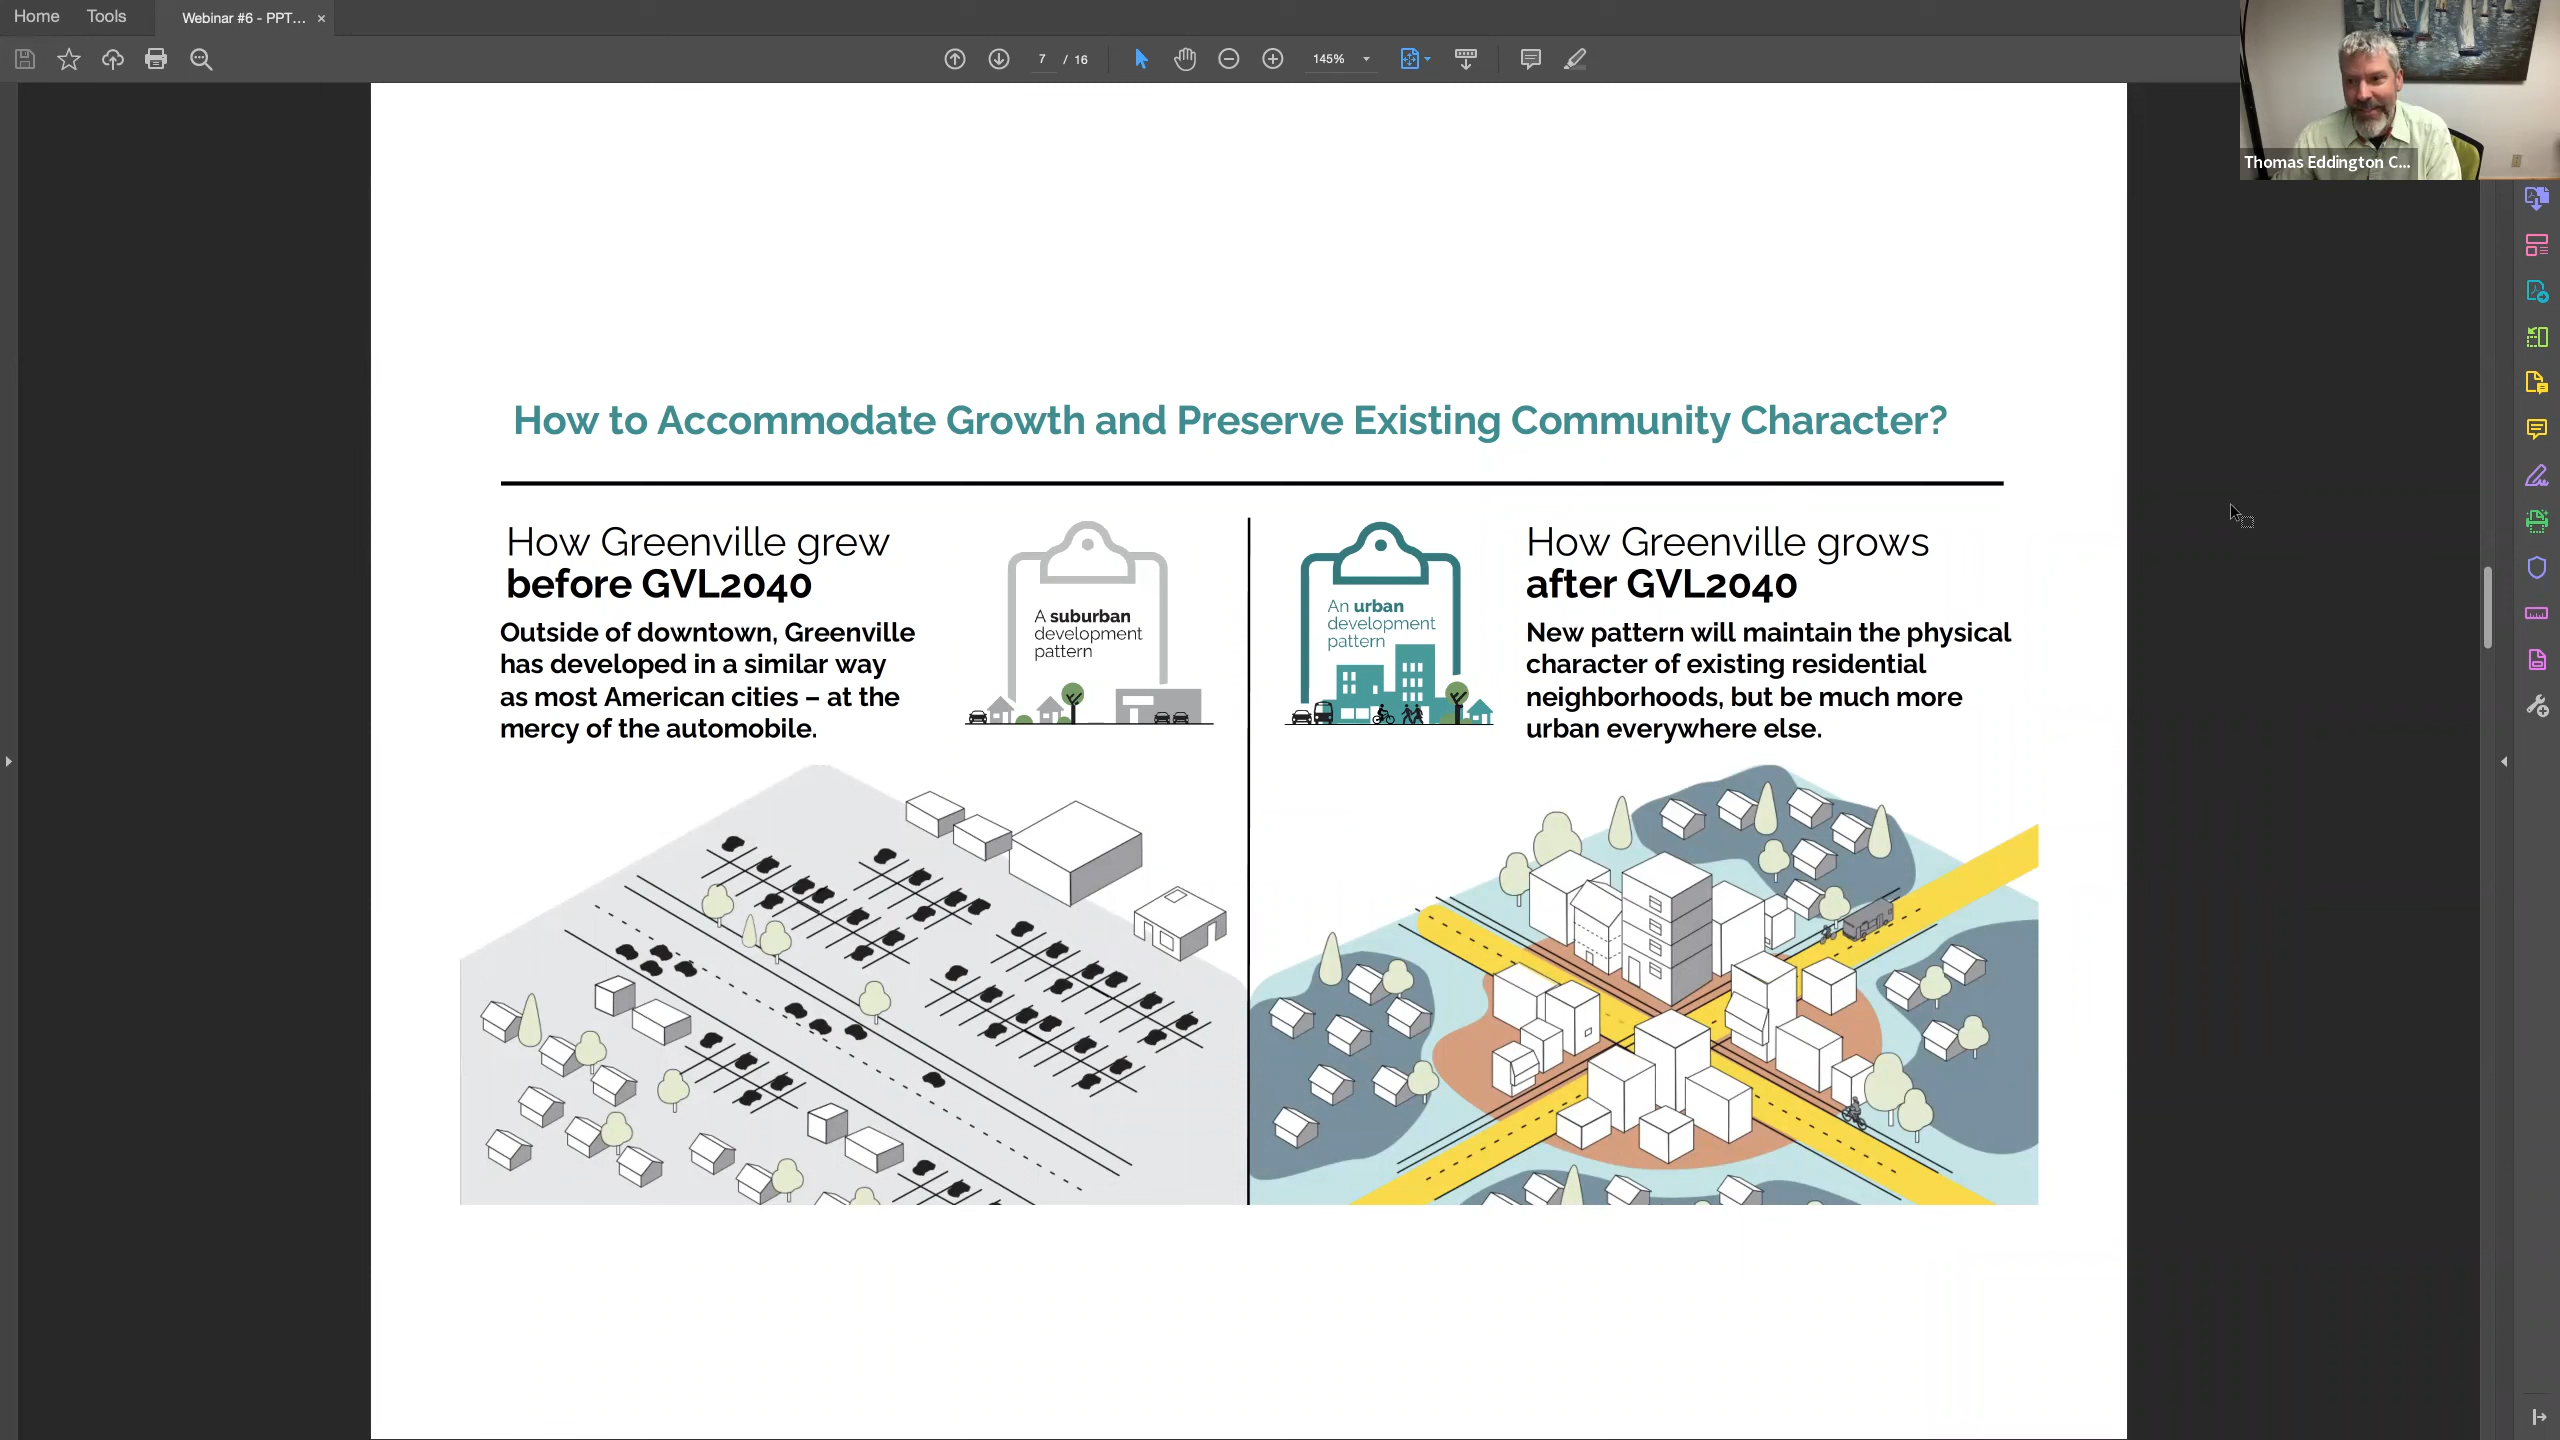 Home
Tools
Webinar #6 - PPT...
7 / 16
145%
Thomas Eddington C...
How to Accommodate Growth and Preserve Existing Community Character?
How Greenville grew
before GVL2040
Outside of downtown, Greenville
has developed in a similar way
as most American cities – at the
mercy of the automobile.
A suburban
development
pattern
An urban
development
pattern
How Greenville grows
after GVL2040
New pattern will maintain the physical
character of existing residential
neighborhoods, but be much more
urban everywhere else.